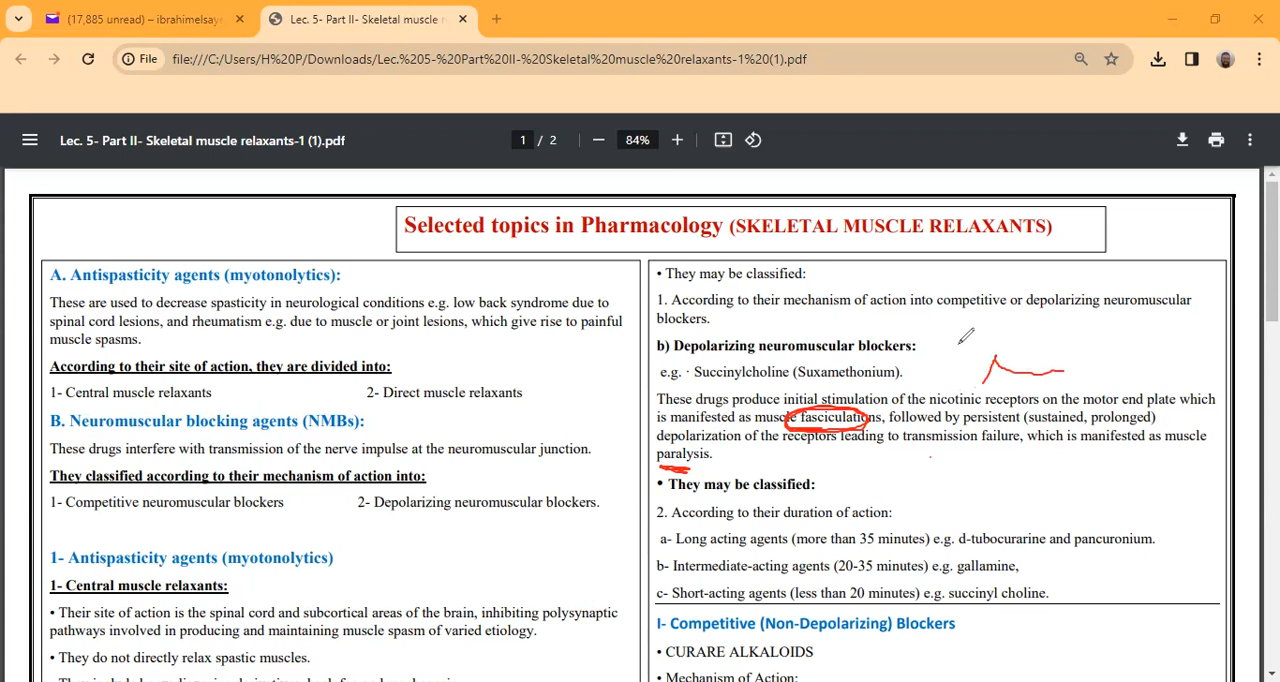 (17,885 unread) – ibrahimelsaye
Lec. 5- Part II- Skeletal muscle r
File
file:///C:/Users/H%20P/Downloads/Lec.%205-%20Part%20II-%20Skeletal%20muscle%20relaxants-1%20(1).pdf
Lec. 5- Part II- Skeletal muscle relaxants-1 (1).pdf
1 / 2
84%
Selected topics in Pharmacology (SKELETAL MUSCLE RELAXANTS)
A. Antispasticity agents (myotonolytics):
These are used to decrease spasticity in neurological conditions e.g. low back syndrome due to
spinal cord lesions, and rheumatism e.g. due to muscle or joint lesions, which give rise to painful
muscle spasms.
According to their site of action, they are divided into:
1- Central muscle relaxants 2- Direct muscle relaxants
B. Neuromuscular blocking agents (NMBs):
These drugs interfere with transmission of the nerve impulse at the neuromuscular junction.
They classified according to their mechanism of action into:
1- Competitive neuromuscular blockers 2- Depolarizing neuromuscular blockers.
1- Antispasticity agents (myotonolytics)
1- Central muscle relaxants:
• Their site of action is the spinal cord and subcortical areas of the brain, inhibiting polysynaptic
pathways involved in producing and maintaining muscle spasm of varied etiology.
• They do not directly relax spastic muscles.
• They may be classified:
1. According to their mechanism of action into competitive or depolarizing neuromuscular
blockers.
b) Depolarizing neuromuscular blockers:
e.g. · Succinylcholine (Suxamethonium).
These drugs produce initial stimulation of the nicotinic receptors on the motor end plate which
is manifested as muscle fasciculations, followed by persistent (sustained, prolonged)
depolarization of the receptors leading to transmission failure, which is manifested as muscle
paralysis.
• They may be classified:
2. According to their duration of action:
a- Long acting agents (more than 35 minutes) e.g. d-tubocurarine and pancuronium.
b- Intermediate-acting agents (20-35 minutes) e.g. gallamine,
c- Short-acting agents (less than 20 minutes) e.g. succinyl choline.
I- Competitive (Non-Depolarizing) Blockers
• CURARE ALKALOIDS
• Mechanism of Action: